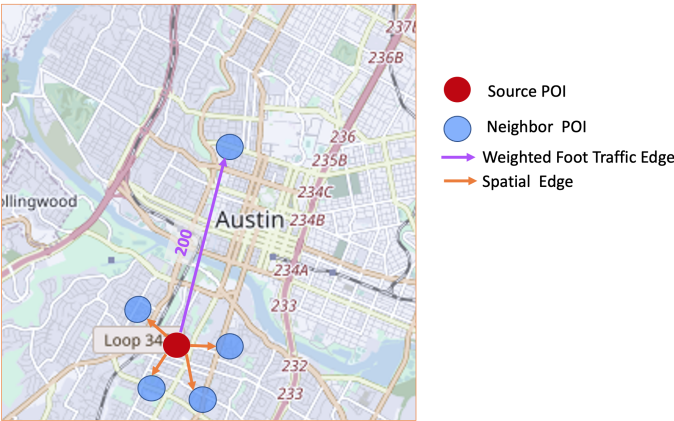 237
236B
236
235B
234C
ollingwood
Austin
234B
200
234A
233
Loop 34
232
233
Source POI
Neighbor POI
Weighted Foot Traffic Edge
Spatial Edge